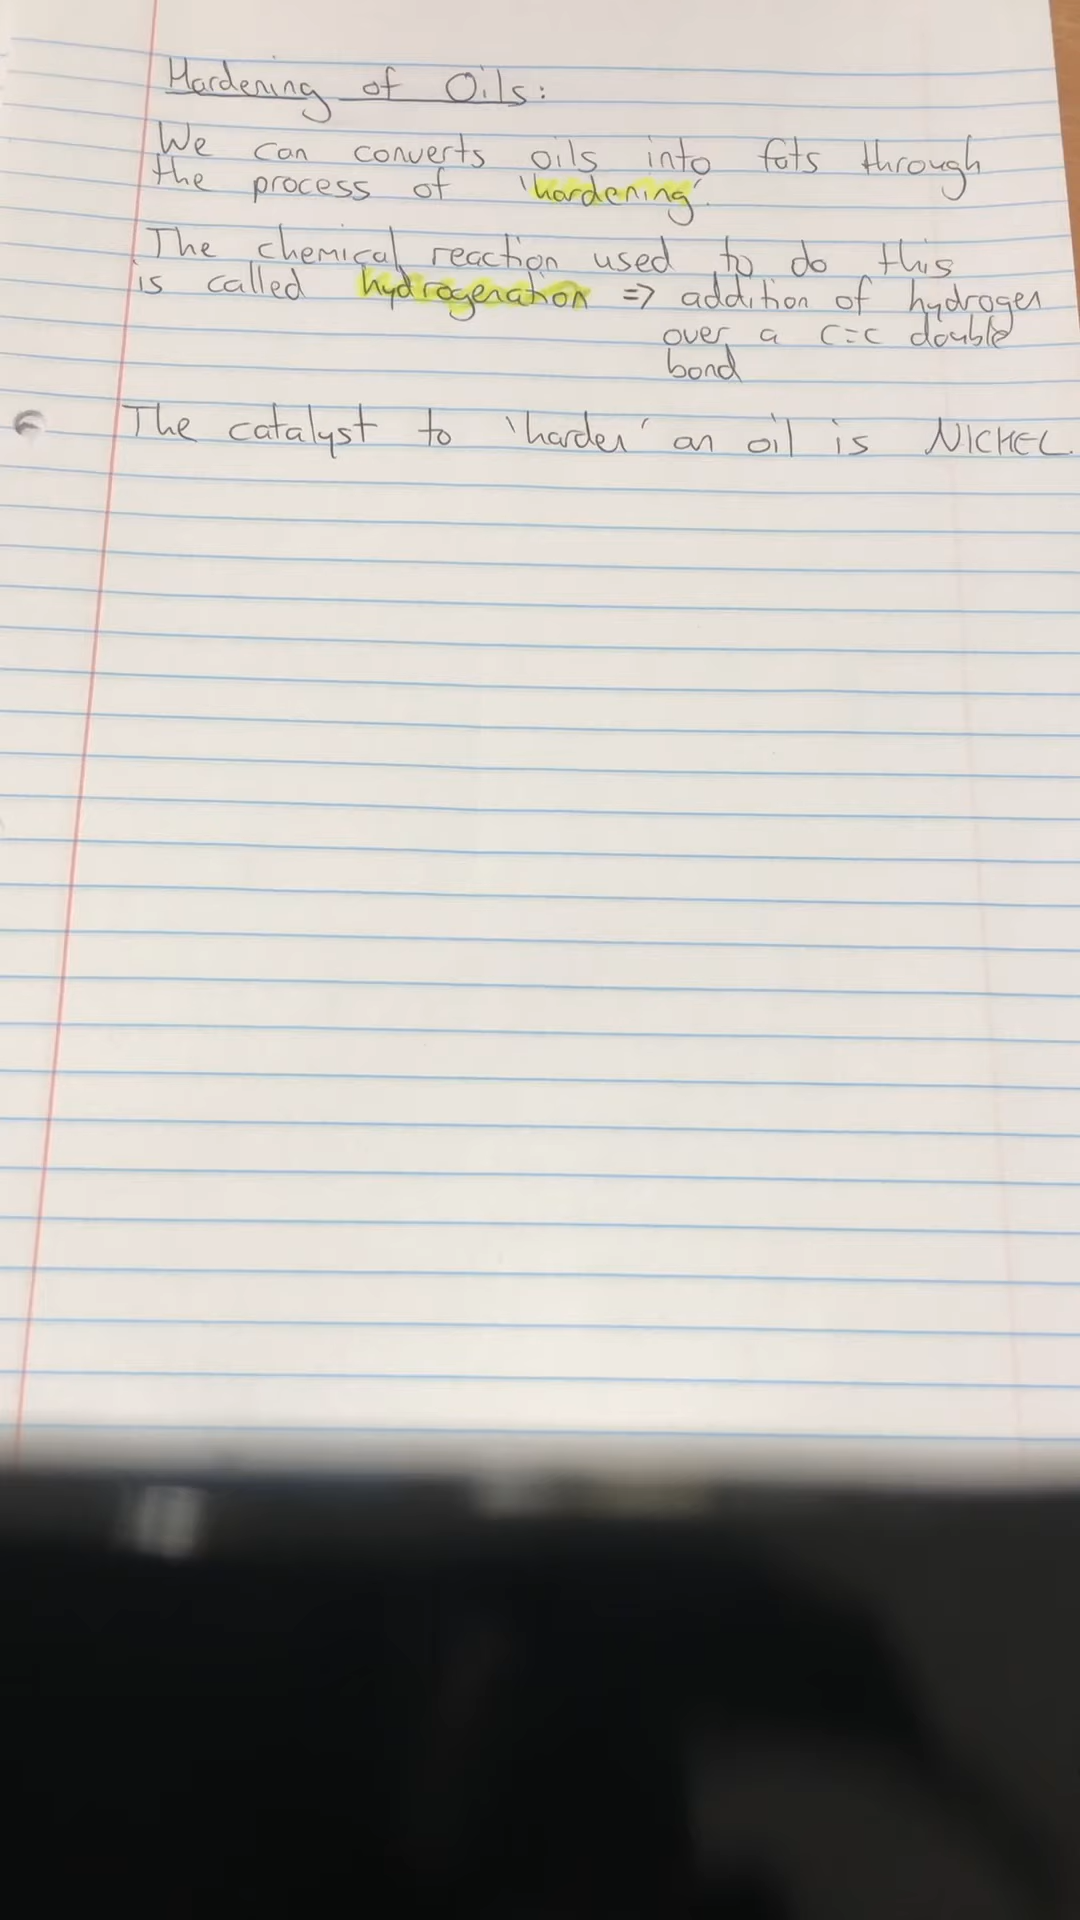 Hardening of Oils:
We can converts oils into fats through
the process of 'hardening'.
The chemical reaction used to do this
is called hydrogenation => addition of hydrogen
over a C=C double
bond
The catalyst to 'harden' an oil is NICKEL.